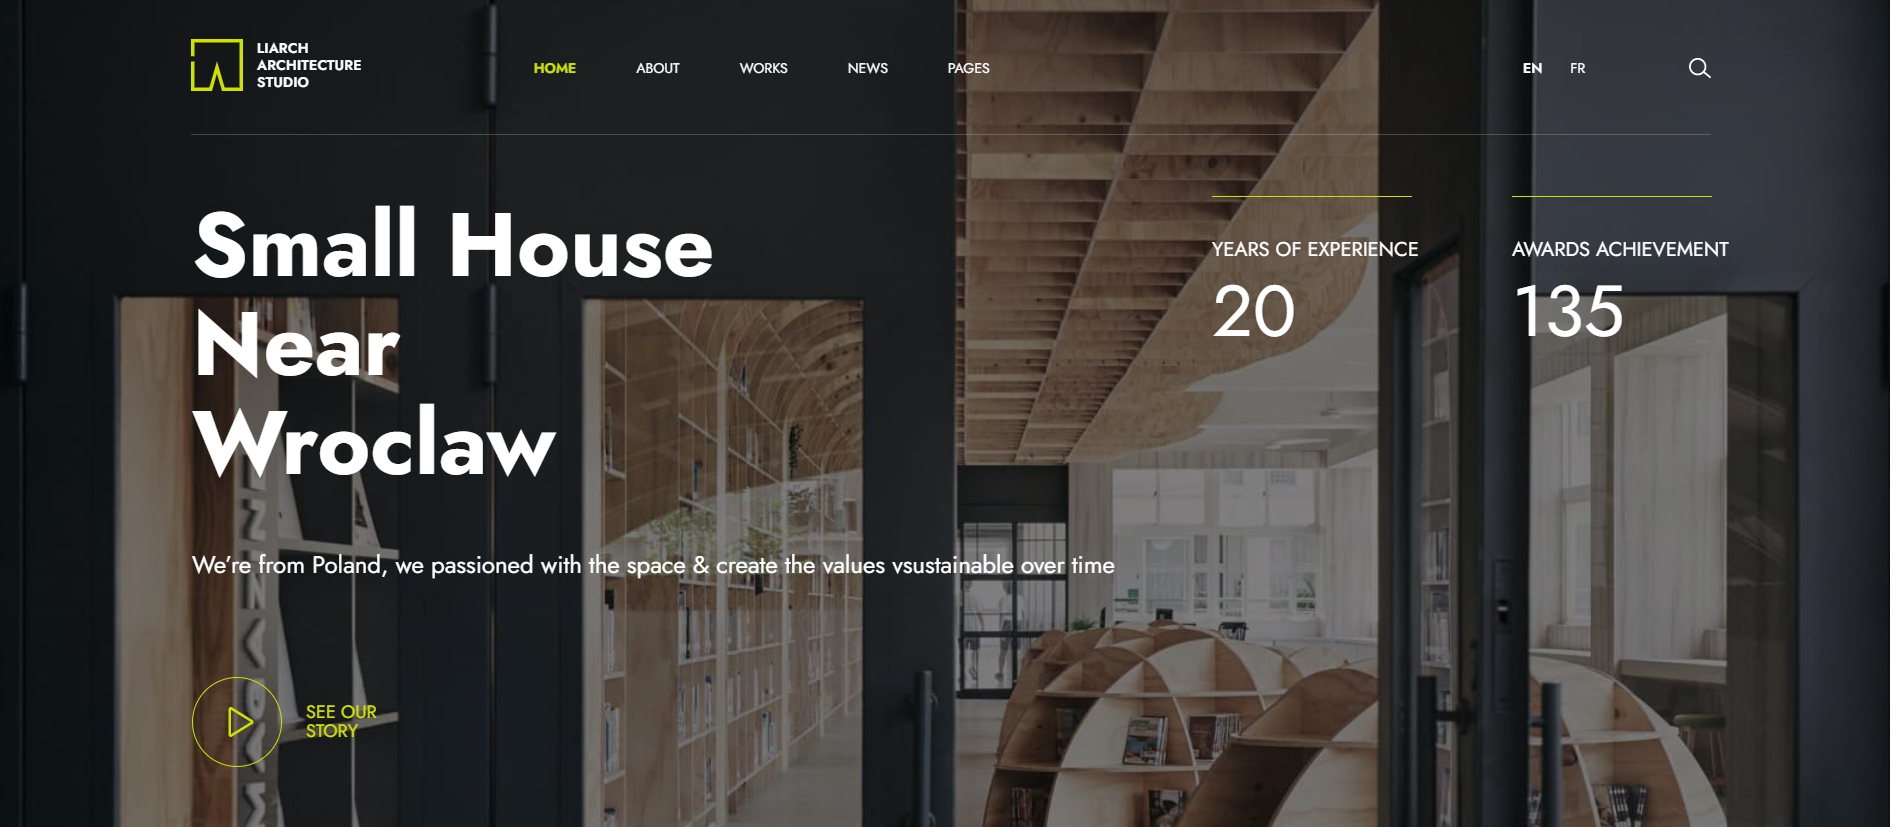 LIARCH
ARCHITECTURE
STUDIO
HOME ABOUT WORKS NEWS PAGES
EN FR
Small House
Near
Wroclaw
YEARS OF EXPERIENCE
20
AWARDS ACHIEVEMENT
135
We're from Poland, we passioned with the space & create the values vsustainable over time
SEE OUR
STORY